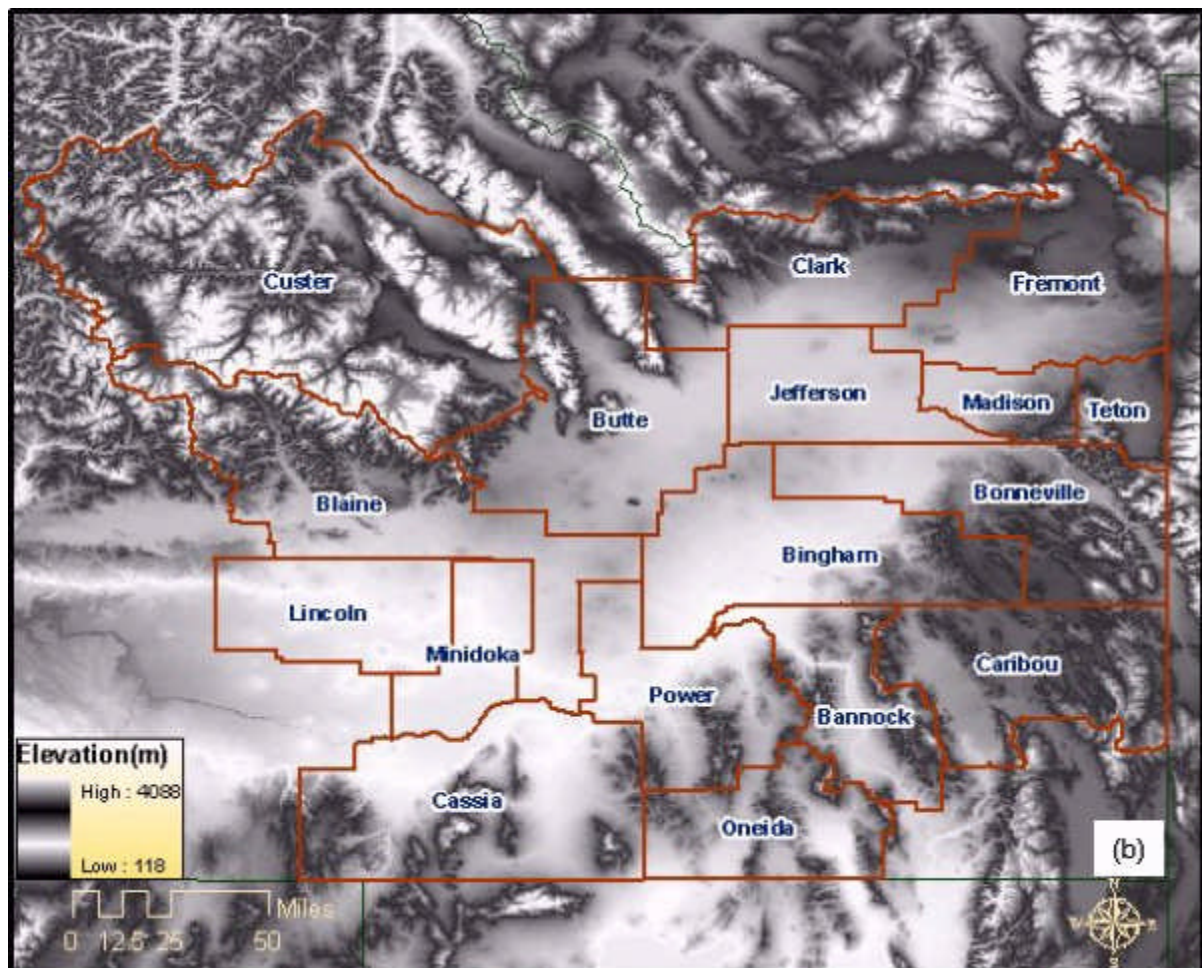 Clark
Custer
Fremont
Jefferson
Madison
Butte
Teton
Bonneville
Blaine
Bingham
Lincoln
Minidoka
Caribou
Power
Bannock
Elevation(m)
High : 4088
Low : 118
Cassia
Oneida
(b)
Miles
0 12.5 25 50
N
W E
S